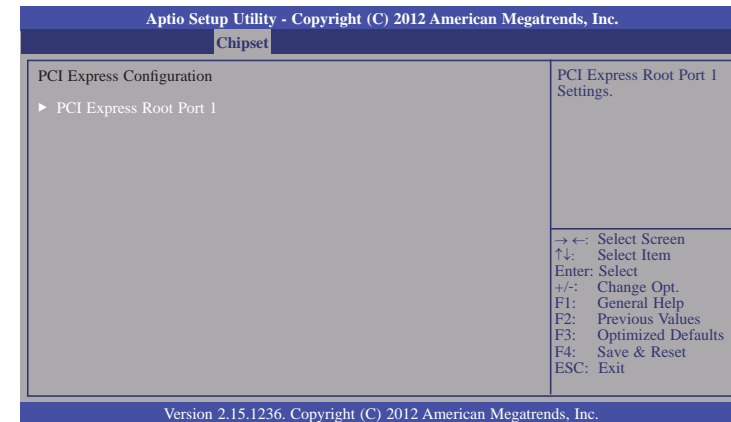 Aptio Setup Utility - Copyright (C) 2012 American Megatrends, Inc.
Chipset
PCI Express Configuration
► PCI Express Root Port 1
PCI Express Root Port 1
Settings.
→ ←: Select Screen
↑↓: Select Item
Enter: Select
+/-: Change Opt.
F1: General Help
F2: Previous Values
F3: Optimized Defaults
F4: Save & Reset
ESC: Exit
Version 2.15.1236. Copyright (C) 2012 American Megatrends, Inc.